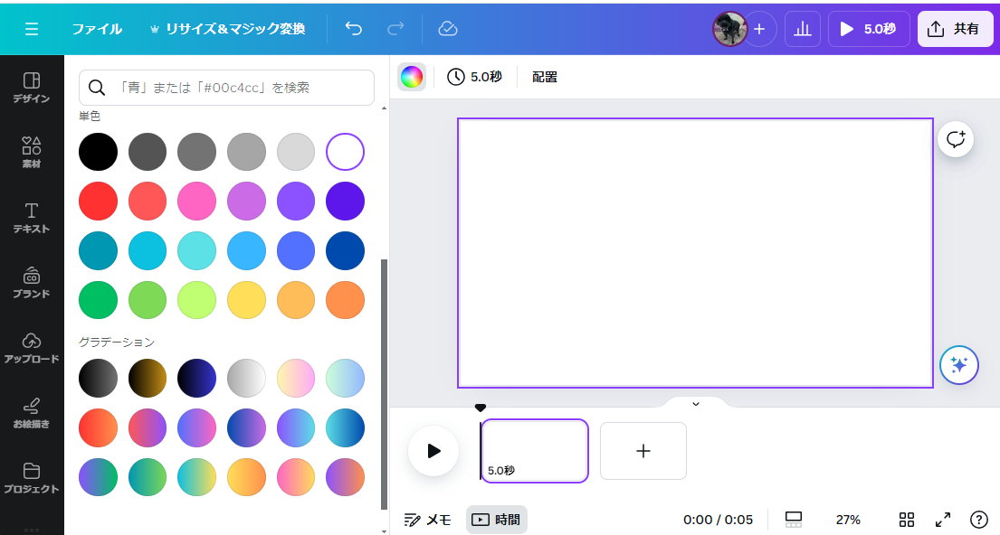 ファイル
リサイズ&マジック変換
5.0秒
共有
デザイン
素材
テキスト
CO
ブランド
アップロード
お絵描き
プロジェクト
「青」または「#00c4cc」を検索
単色
グラデーション
5.0秒
配置
5.0秒
メモ
時間
0:00 / 0:05
27%